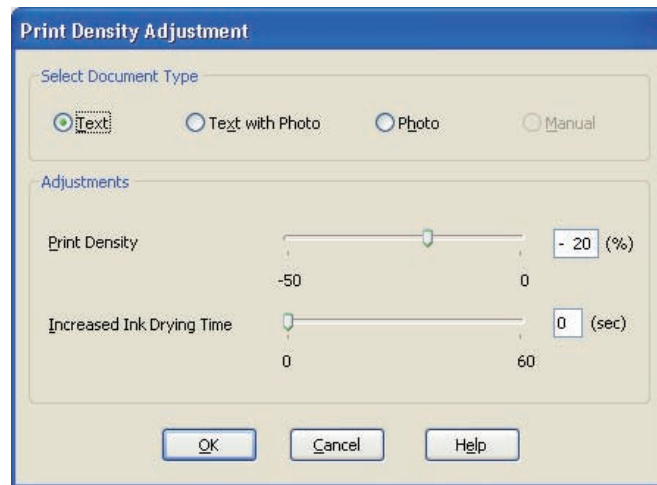 Print Density Adjustment
Select Document Type
Text Text with Photo Photo Manual
Adjustments
Print Density - 20 (%)
-50 0
Increased Ink Drying Time 0 (sec)
0 60
OK Cancel Help